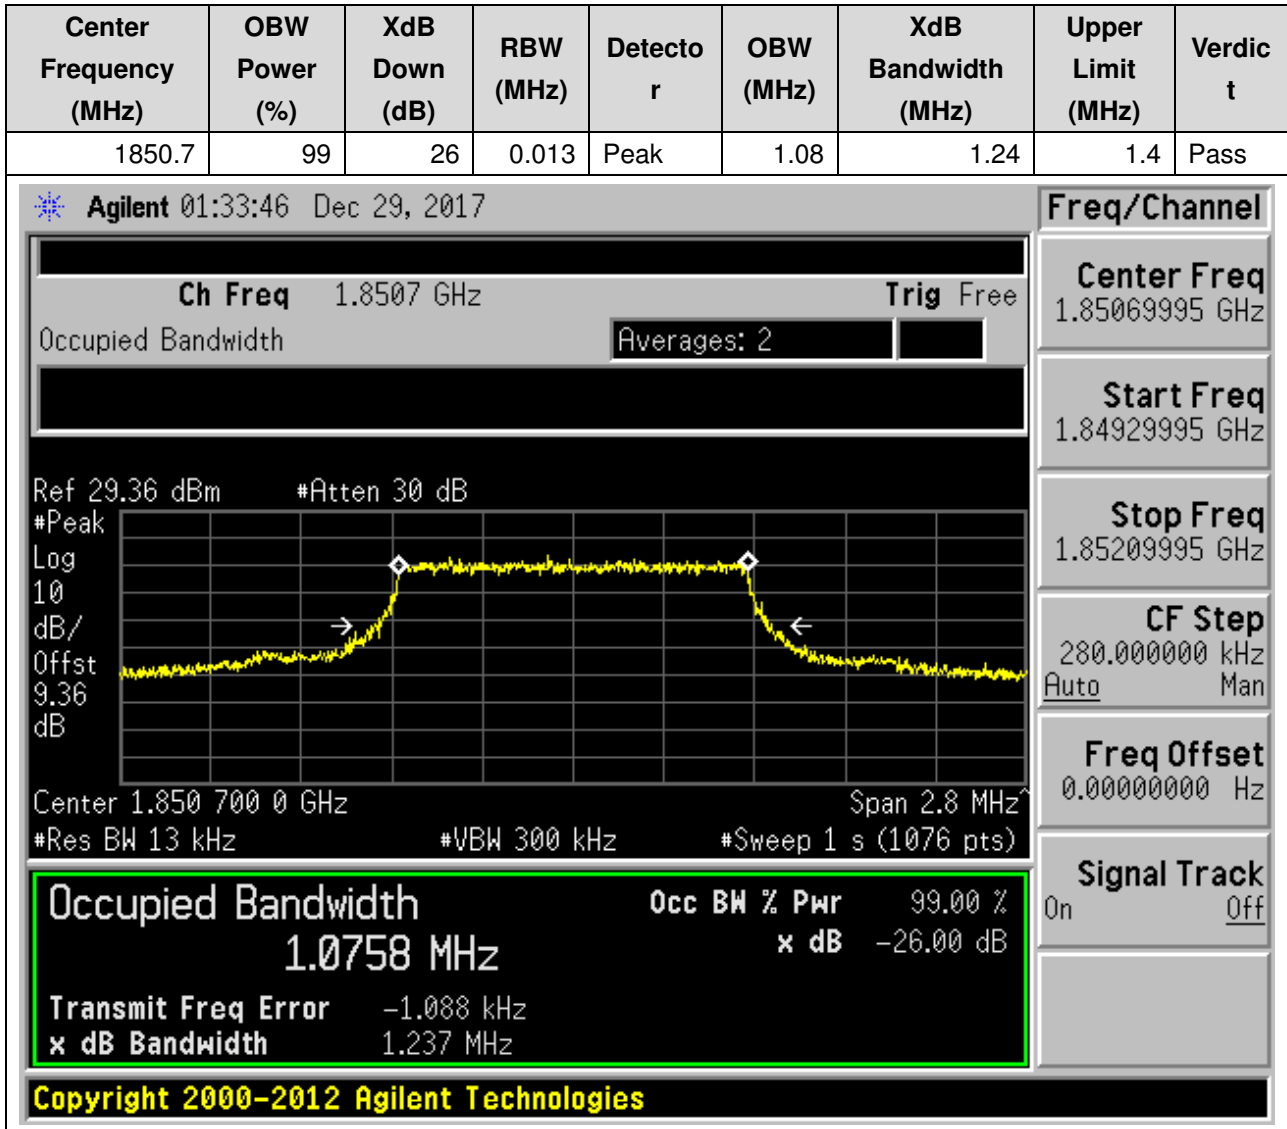 Center Frequency (MHz) OBW Power (%) XdB Down (dB) RBW (MHz) Detecto r OBW (MHz) XdB Bandwidth (MHz) Upper Limit (MHz) Verdic t
1850.7 99 26 0.013 Peak 1.08 1.24 1.4 Pass
Agilent 01:33:46 Dec 29, 2017
Freq/Channel
Ch Freq 1.8507 GHz Trig Free
Occupied Bandwidth Averages: 2
Center Freq
1.85069995 GHz
Start Freq
1.84929995 GHz
Stop Freq
1.85209995 GHz
CF Step
280.000000 kHz
Auto Man
Freq Offset
0.00000000 Hz
Signal Track
On Off
Ref 29.36 dBm #Atten 30 dB
#Peak
Log
10
dB/
Offst
9.36
dB
Center 1.850 700 0 GHz Span 2.8 MHz^
#Res BW 13 kHz #VBW 300 kHz #Sweep 1 s (1076 pts)
Occupied Bandwidth
1.0758 MHz
Occ BW % Pwr 99.00 %
x dB -26.00 dB
Transmit Freq Error -1.088 kHz
x dB Bandwidth 1.237 MHz
Copyright 2000-2012 Agilent Technologies